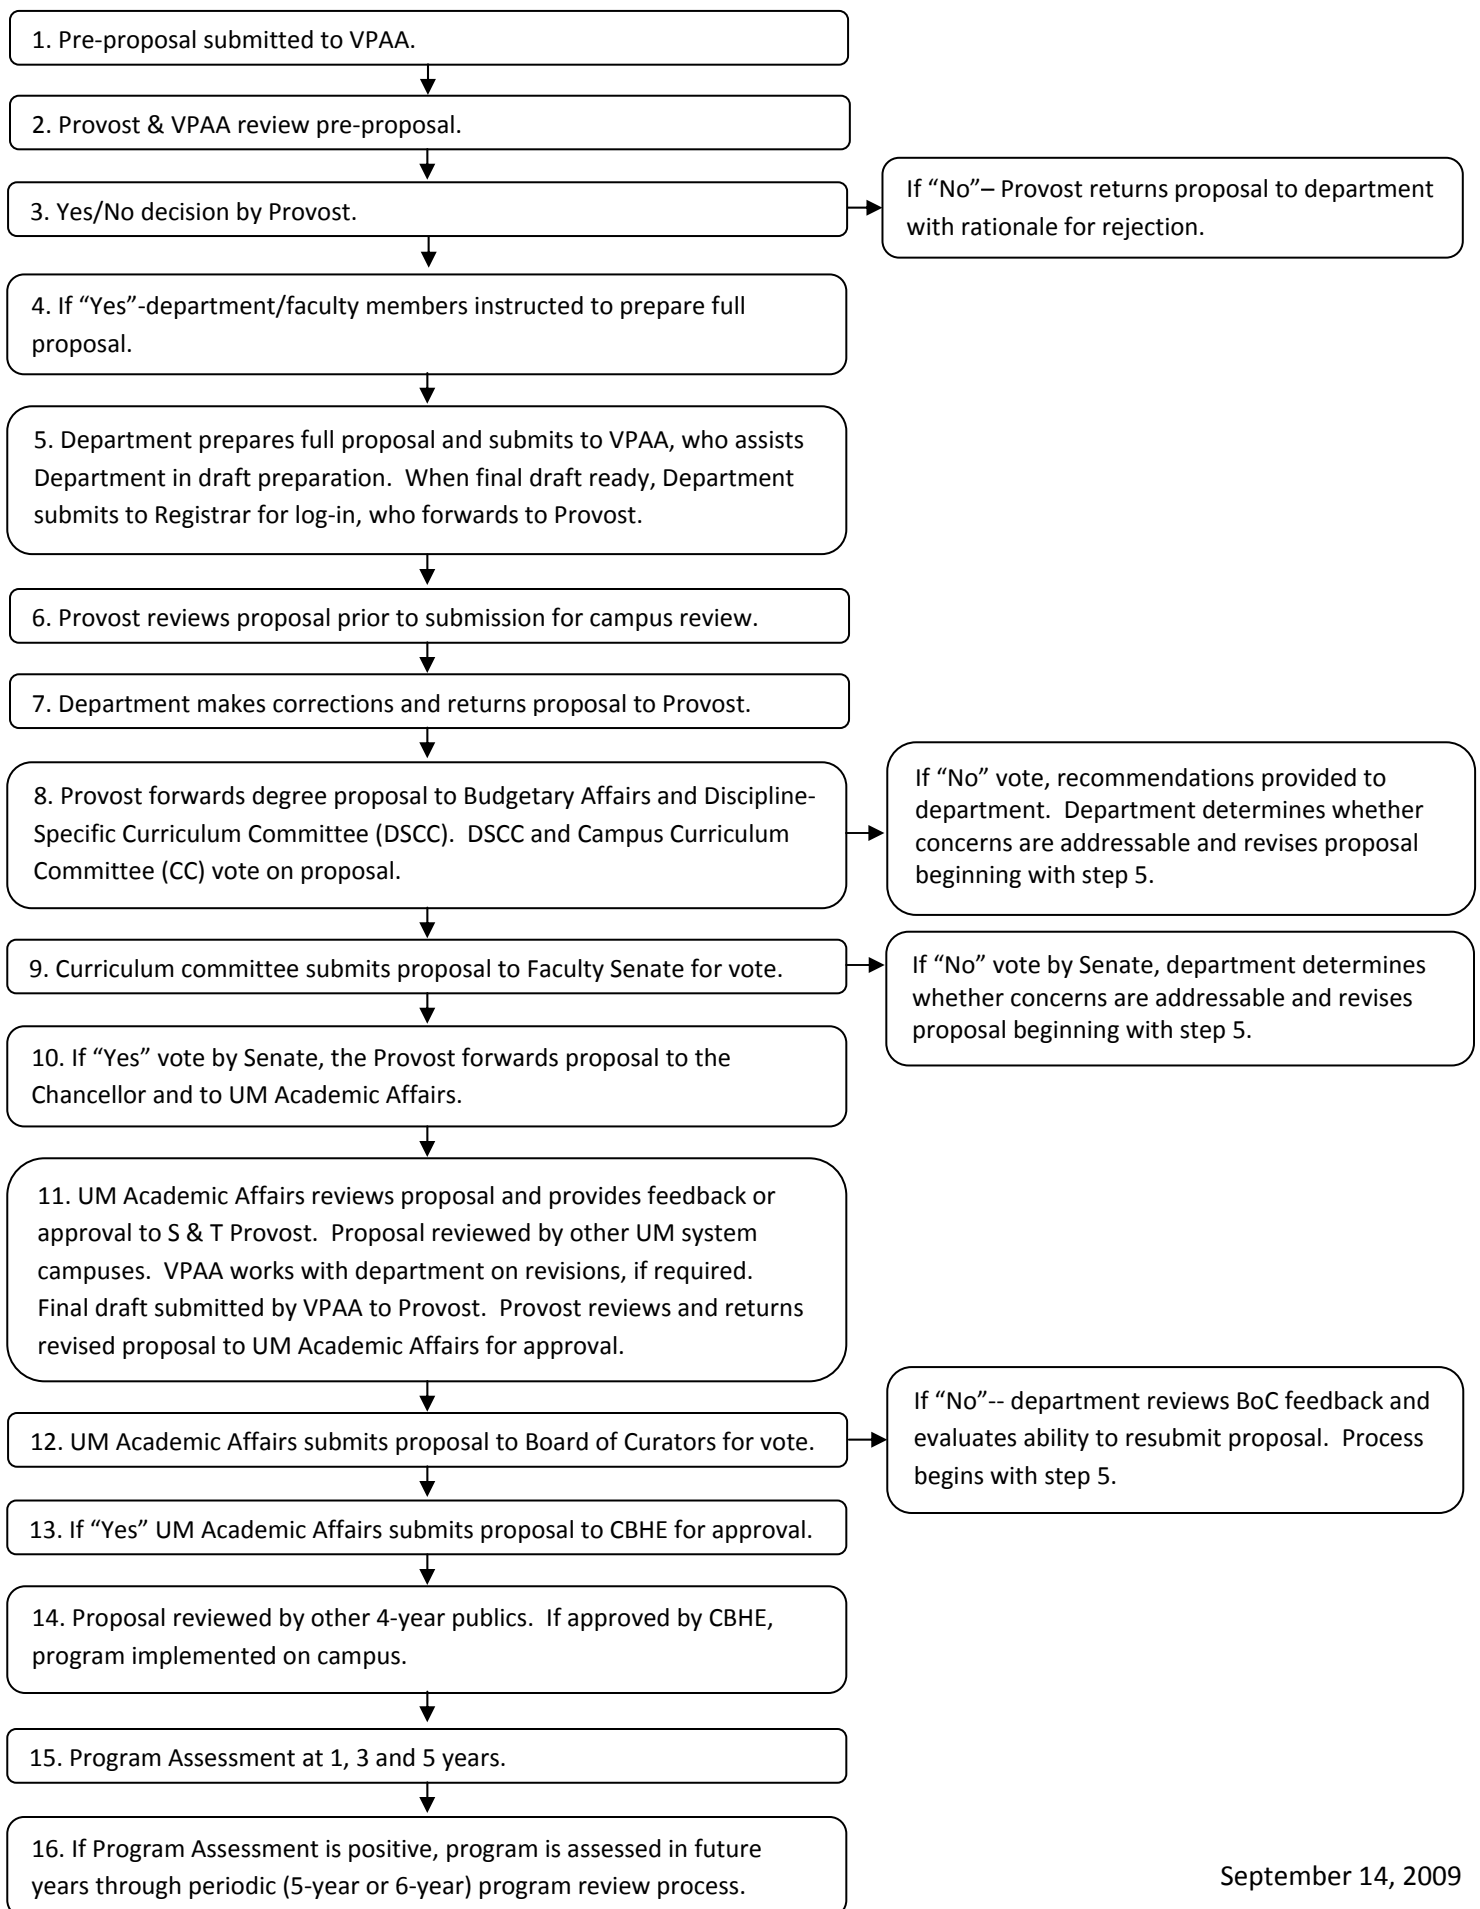 1. Pre-proposal submitted to VPAA.
2. Provost & VPAA review pre-proposal.
3. Yes/No decision by Provost.
If “No”– Provost returns proposal to department
with rationale for rejection.
4. If “Yes”-department/faculty members instructed to prepare full
proposal.
5. Department prepares full proposal and submits to VPAA, who assists
Department in draft preparation.  When final draft ready, Department
submits to Registrar for log-in, who forwards to Provost.
6. Provost reviews proposal prior to submission for campus review.
7. Department makes corrections and returns proposal to Provost.
8. Provost forwards degree proposal to Budgetary Affairs and Discipline-
Specific Curriculum Committee (DSCC).  DSCC and Campus Curriculum
Committee (CC) vote on proposal.
If “No” vote, recommendations provided to
department.  Department determines whether
concerns are addressable and revises proposal
beginning with step 5.
9. Curriculum committee submits proposal to Faculty Senate for vote.
If “No” vote by Senate, department determines
whether concerns are addressable and revises
proposal beginning with step 5.
10. If “Yes” vote by Senate, the Provost forwards proposal to the
Chancellor and to UM Academic Affairs.
11. UM Academic Affairs reviews proposal and provides feedback or
approval to S & T Provost.  Proposal reviewed by other UM system
campuses.  VPAA works with department on revisions, if required.
Final draft submitted by VPAA to Provost.  Provost reviews and returns
revised proposal to UM Academic Affairs for approval.
12. UM Academic Affairs submits proposal to Board of Curators for vote.
If “No”-- department reviews BoC feedback and
evaluates ability to resubmit proposal.  Process
begins with step 5.
13. If “Yes” UM Academic Affairs submits proposal to CBHE for approval.
14. Proposal reviewed by other 4-year publics.  If approved by CBHE,
program implemented on campus.
15. Program Assessment at 1, 3 and 5 years.
16. If Program Assessment is positive, program is assessed in future
years through periodic (5-year or 6-year) program review process.
September 14, 2009